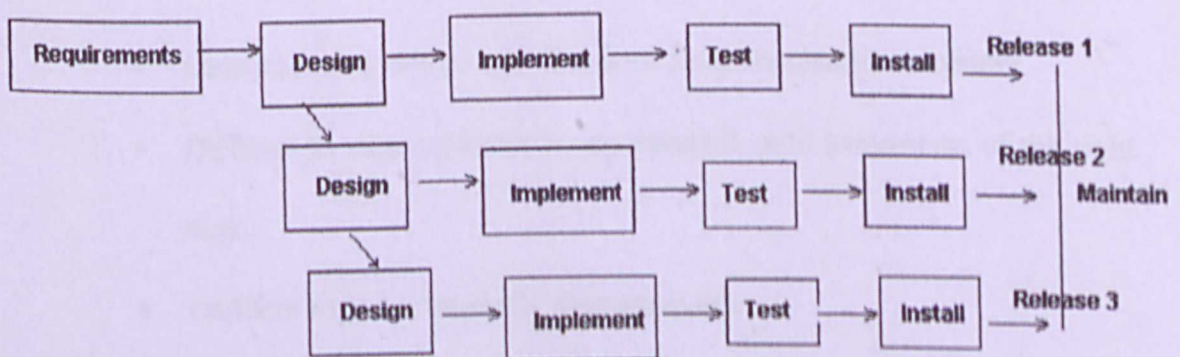 Requirements
Design
Implement
Test
Install
Release 1
Design
Implement
Test
Install
Release 2
Maintain
Design
Implement
Test
Install
Release 3